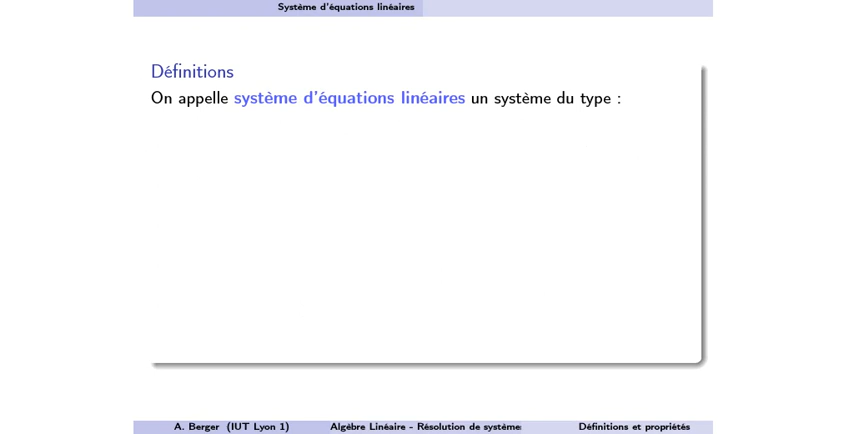 Système d'équations linéaires
Définitions
On appelle système d'équations linéaires un système du type :
A. Berger (IUT Lyon 1) Algèbre Linéaire - Résolution de système Définitions et propriétés